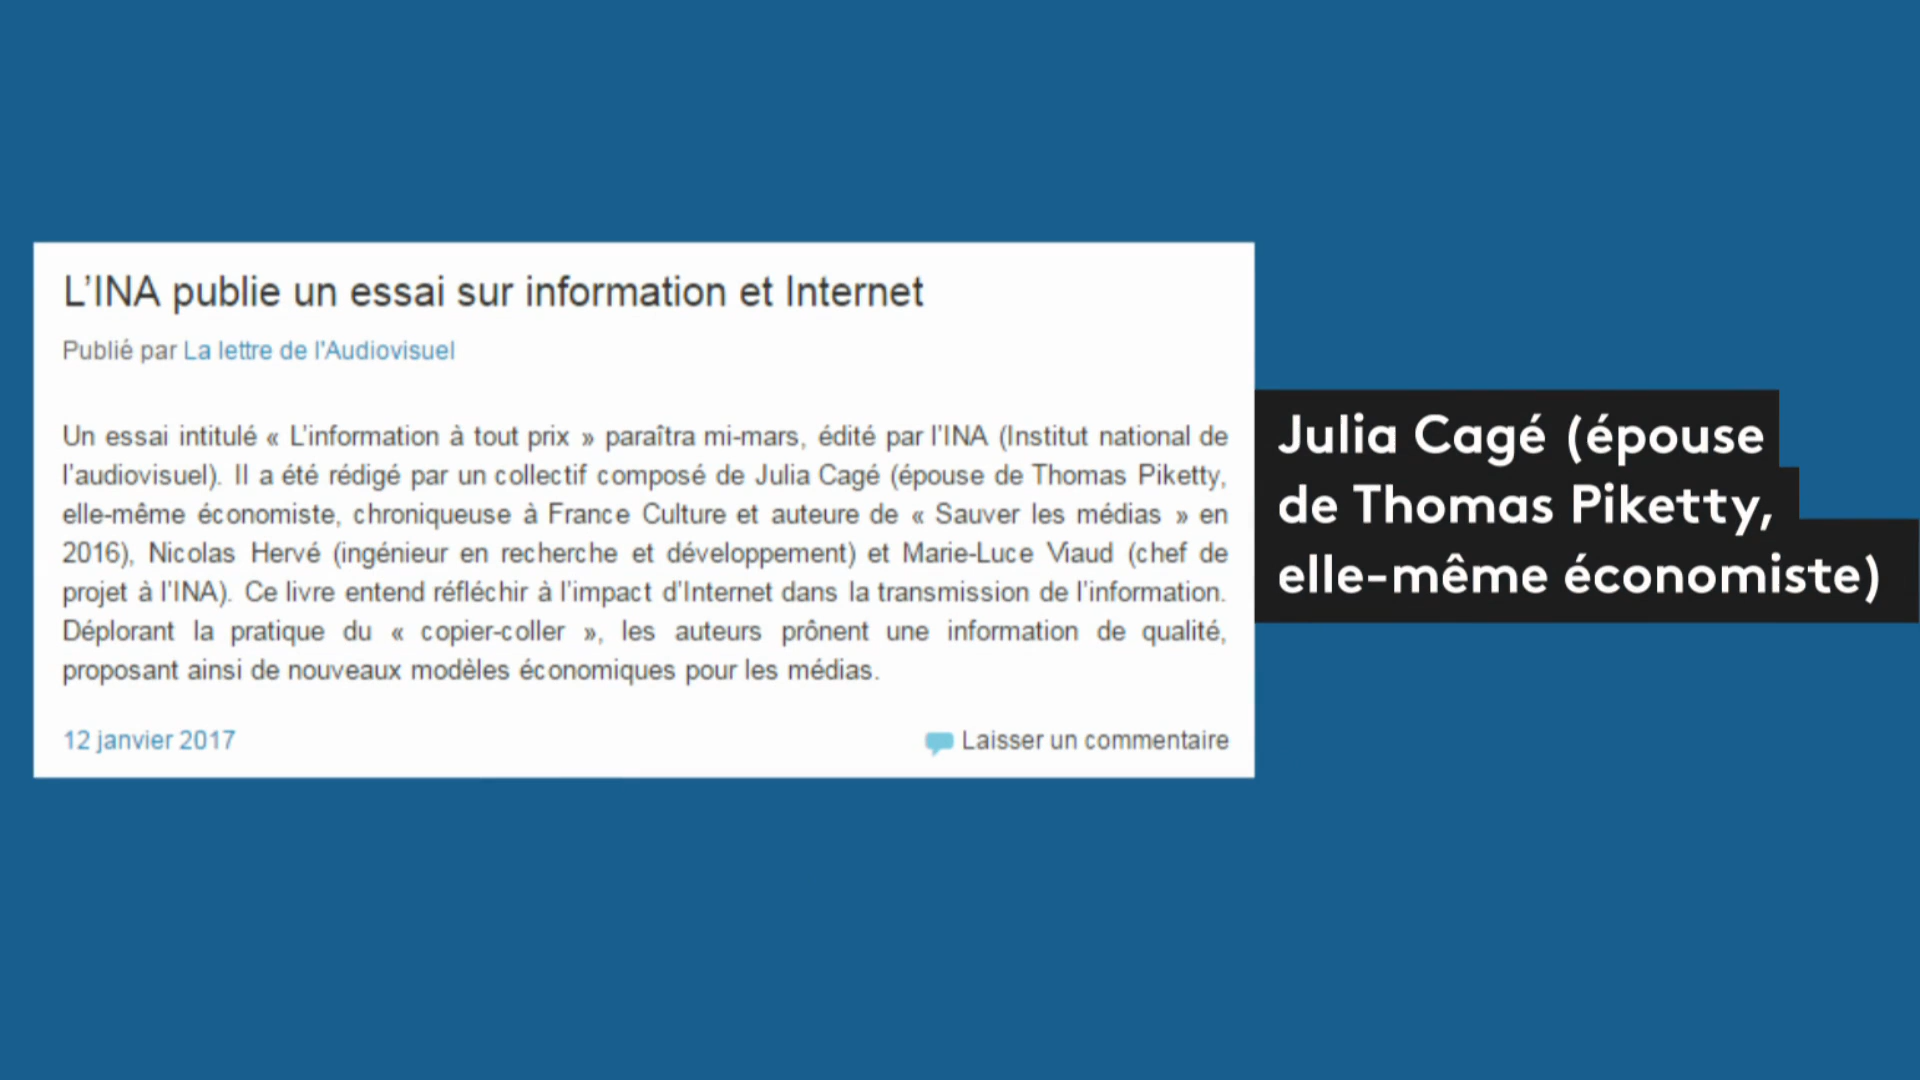 L'INA publie un essai sur information et Internet
Publié par La lettre de l'Audiovisuel
Un essai intitulé « L'information à tout prix » paraîtra mi-mars, édité par l'INA (Institut national de
l'audiovisuel). Il a été rédigé par un collectif composé de Julia Cagé (épouse de Thomas Piketty,
elle-même économiste, chroniqueuse à France Culture et auteure de « Sauver les médias » en
2016), Nicolas Hervé (ingénieur en recherche et développement) et Marie-Luce Viaud (chef de
projet à l'INA). Ce livre entend réfléchir à l'impact d'Internet dans la transmission de l'information.
Déplorant la pratique du « copier-coller », les auteurs prônent une information de qualité,
proposant ainsi de nouveaux modèles économiques pour les médias.
12 janvier 2017
Laisser un commentaire
Julia Cagé (épouse
de Thomas Piketty,
elle-même économiste)